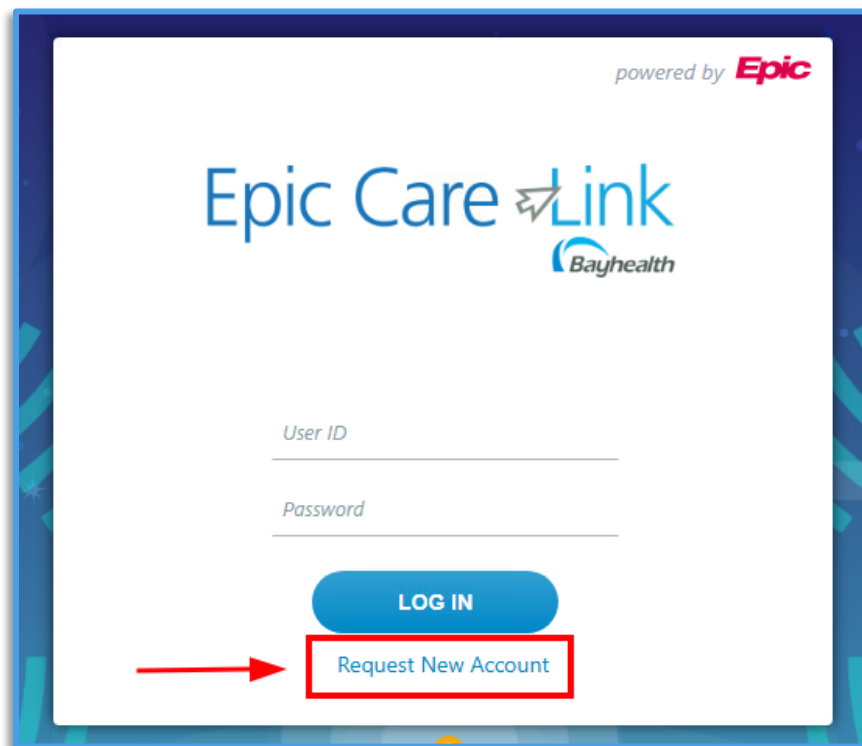 powered by Epic
Epic Care Link
Bayhealth
User ID
Password
LOG IN
Request New Account